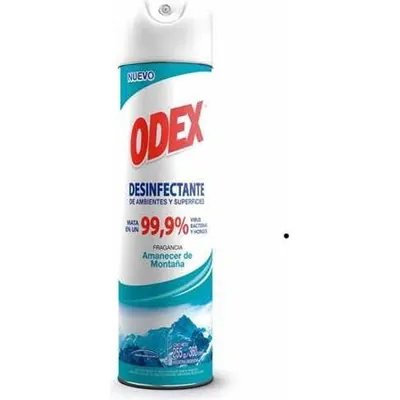 NUEVO
ODEX
DESINFECTANTE
DE AMBIENTES Y SUPERFICIES
MATA
EN UN
99,9%
VIRUS
BACTERIAS
Y HONGOS
FRAGANCIA
Amanecer de
Montaña